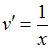 v' = 1/x